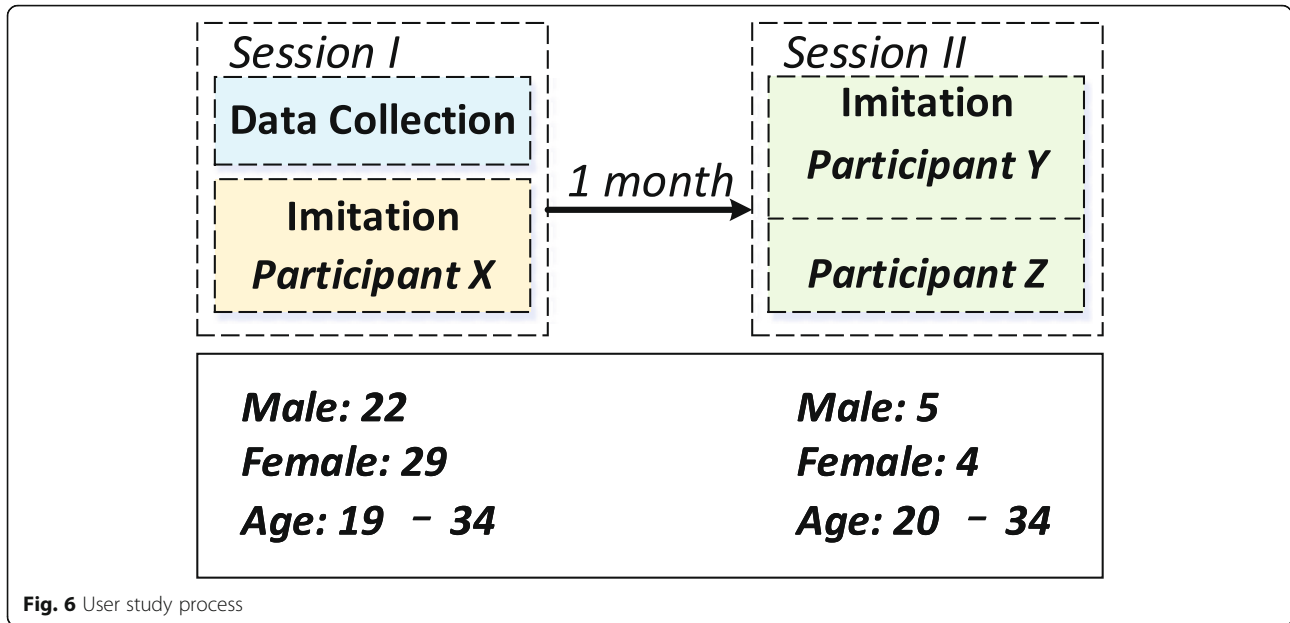 Session I
Data Collection
Imitation
Participant X
1 month
Session II
Imitation
Participant Y
Participant Z
Male: 22
Female: 29
Age: 19 – 34
Male: 5
Female: 4
Age: 20 – 34
Fig. 6 User study process